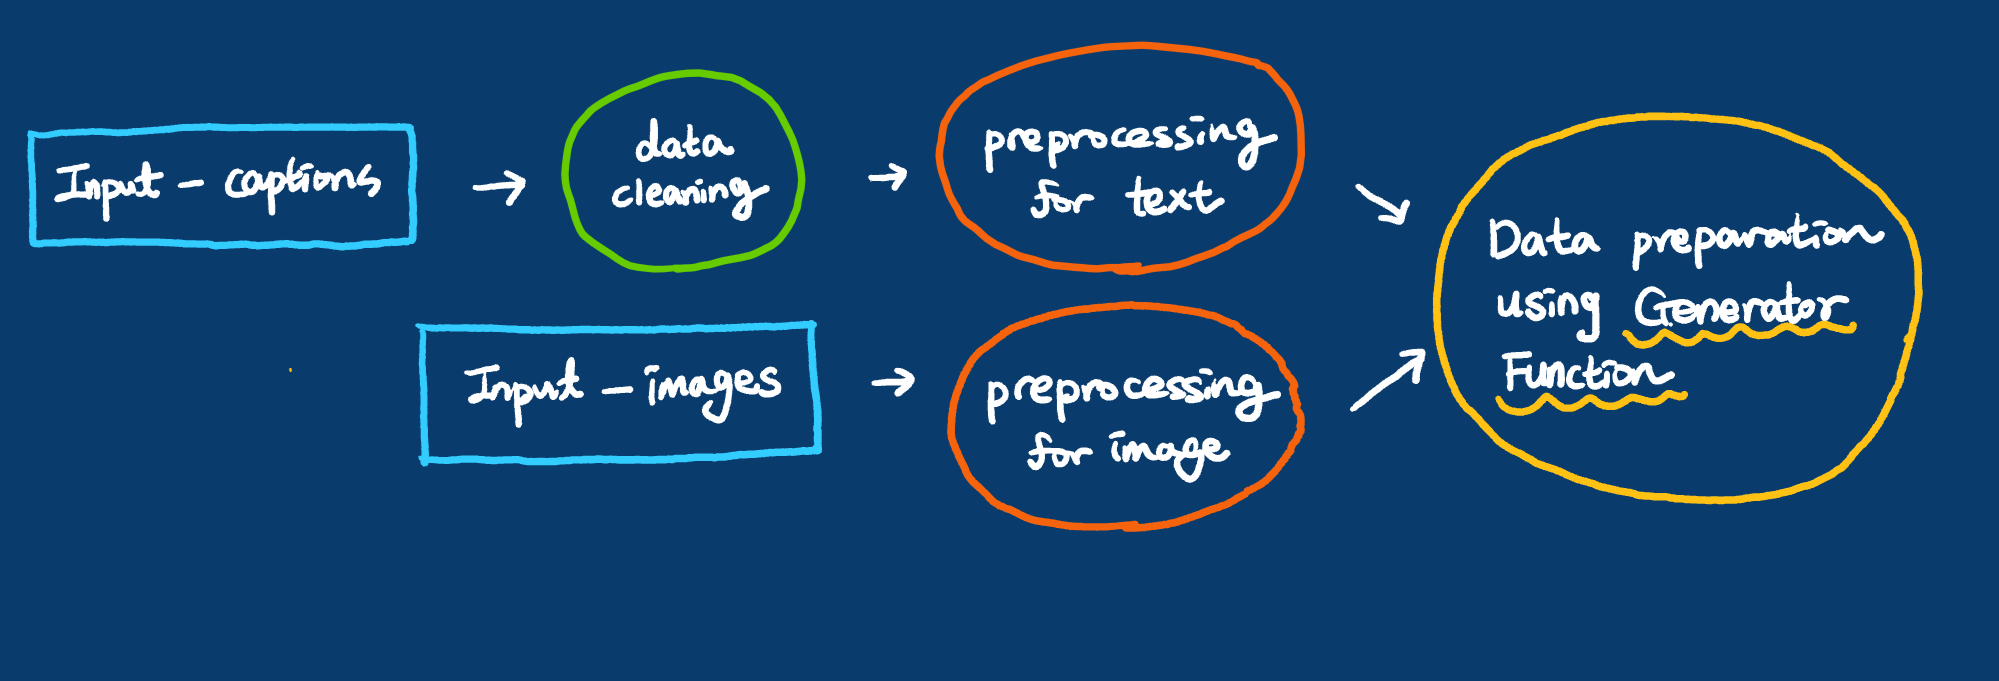 Input - captions
data
cleaning
preprocessing
for text
Input - images
preprocessing
for image
Data preparation
using Generator
Function